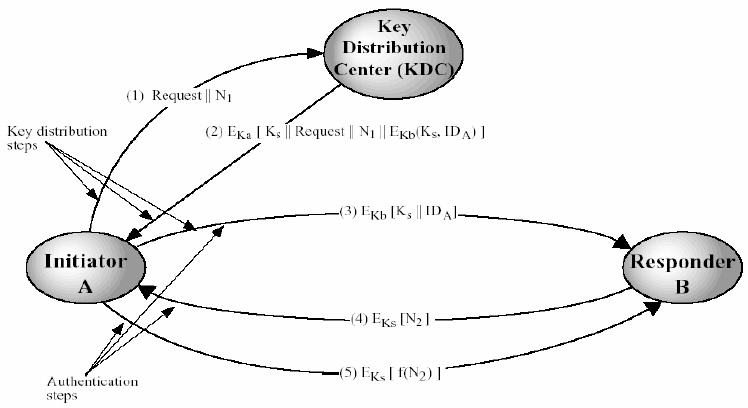 Key
Distribution
Center (KDC)
(1) Request || N1
(2) EKa [ Ks || Request || N1 || EKb(Ks, IDA) ]
Key distribution
steps
(3) EKb [Ks || IDA]
Initiator
A
Responder
B
(4) EKs [N2 ]
(5) EKs [ f(N2) ]
Authentication
steps